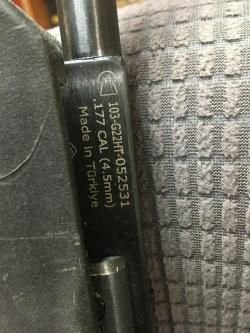 103-G22HT-052531
.177 CAL (4.5mm)
Made in Türkiye